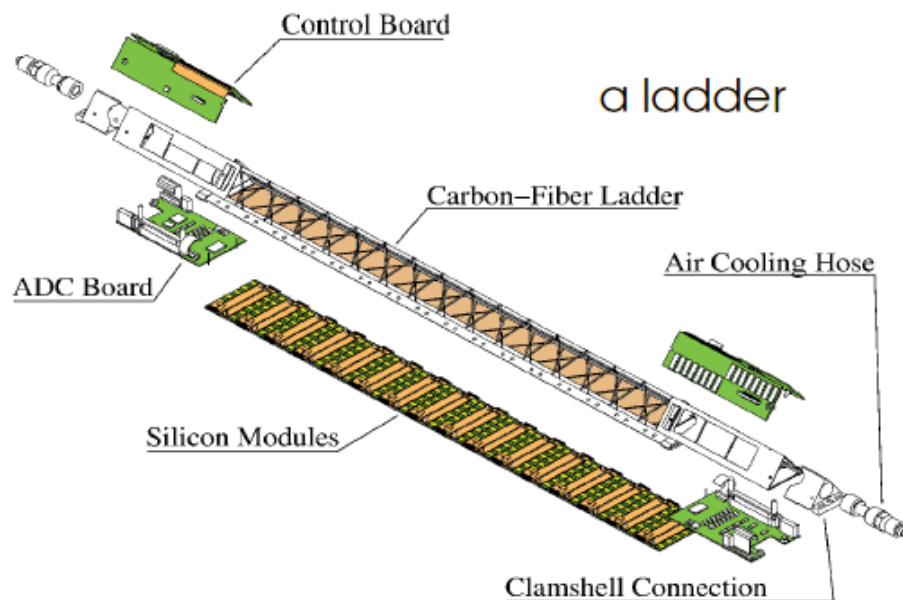 Control Board
a ladder
Carbon–Fiber Ladder
Air Cooling Hose
ADC Board
Silicon Modules
Clamshell Connection